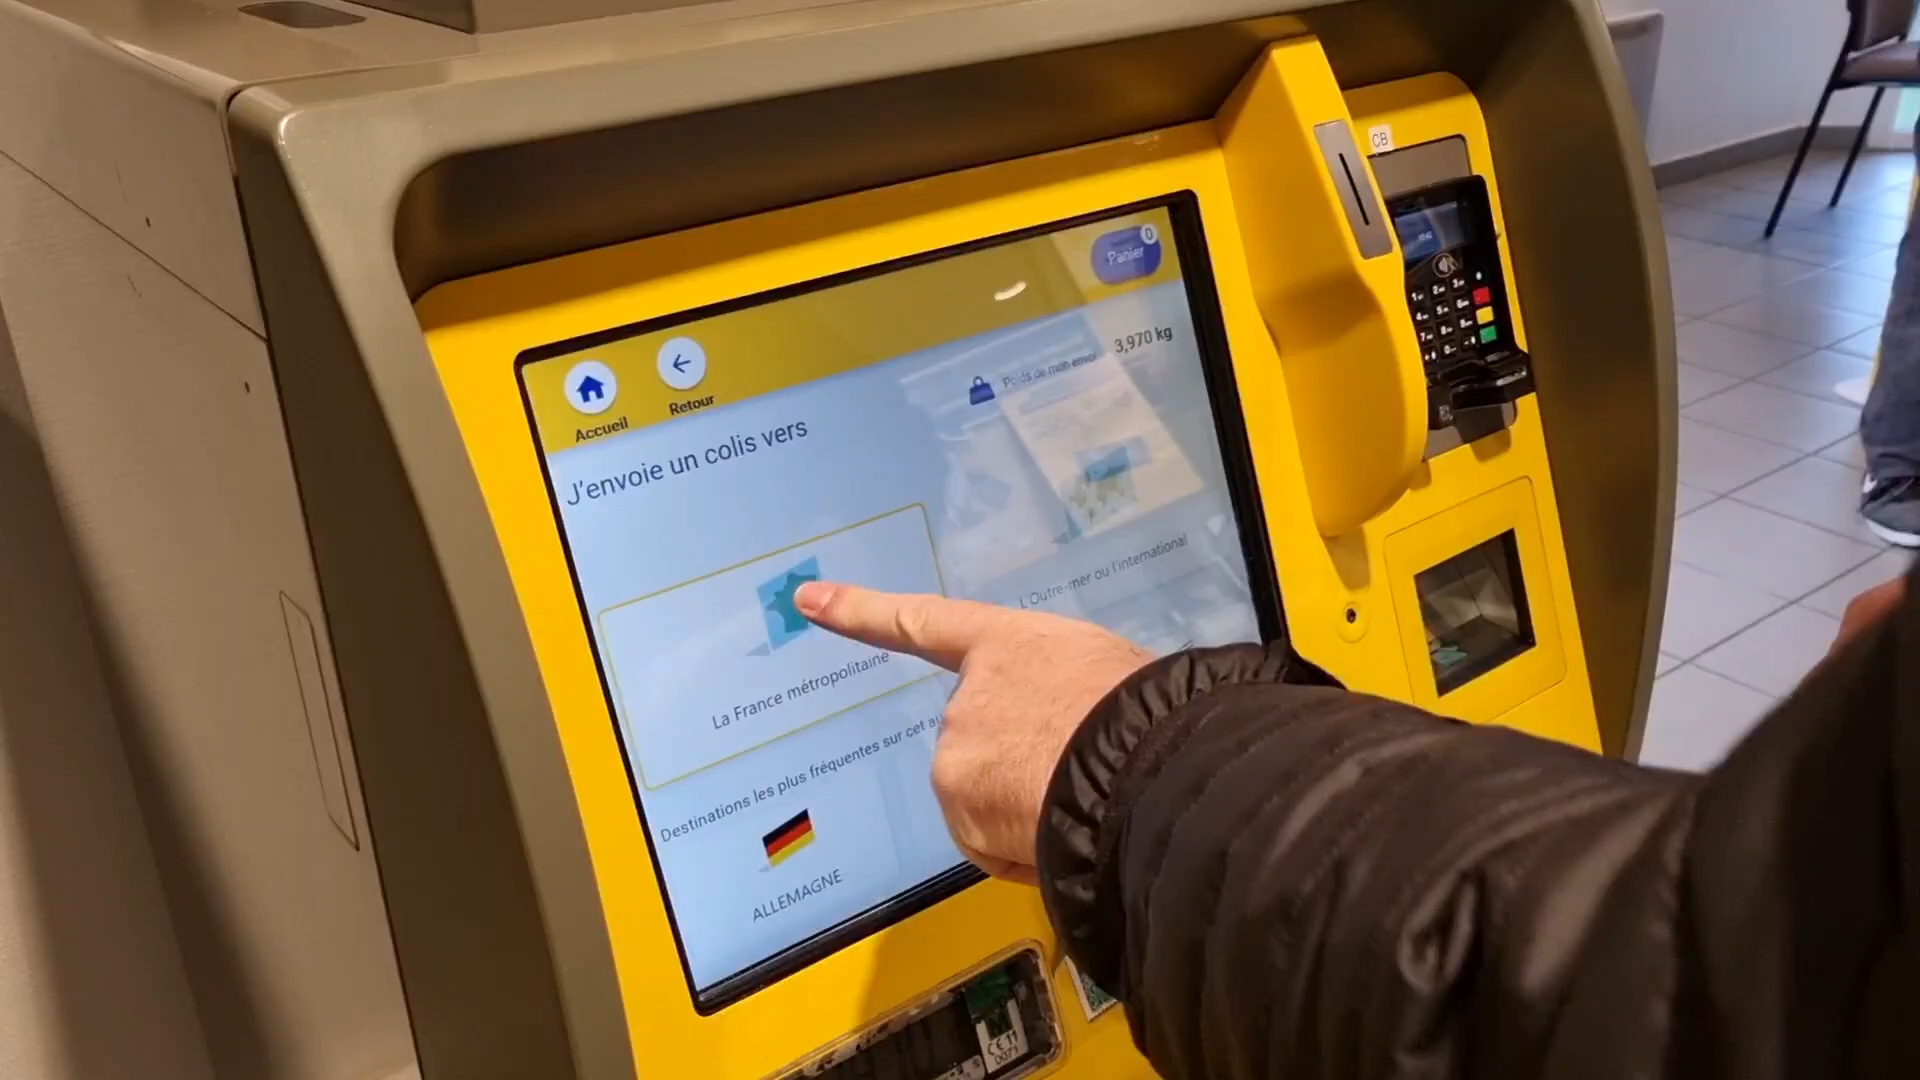 CB
0
Panier
Accueil
Retour
Poids de mon envoi
3,970 kg
J'envoie un colis vers
La France métropolitaine
L'Outre-mer ou l'international
Destinations les plus fréquentes sur cet au
ALLEMAGNE